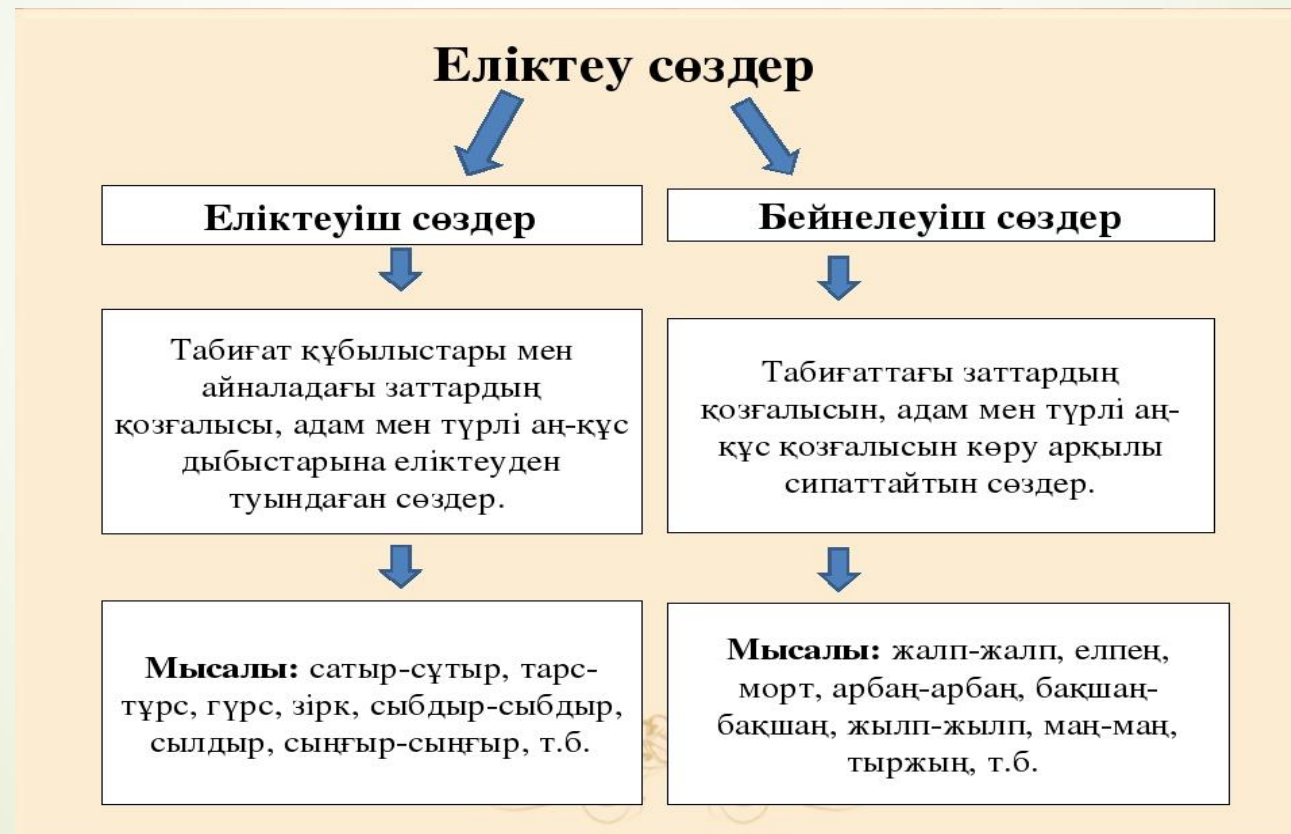 Еліктеу сөздер
Еліктеуіш сөздер
Табиғат құбылыстары мен
айналадағы заттардың
қозғалысы, адам мен түрлі аң-құс
дыбыстарына еліктеуден
туындаған сөздер.
Мысалы: сатыр-сұтыр, тарс-
тұрс, гүрс, зірк, сыбдыр-сыбдыр,
сылдыр, сыңғыр-сыңғыр, т.б.
Бейнелеуіш сөздер
Табиғаттағы заттардың
қозғалысын, адам мен түрлі аң-
құс қозғалысын көру арқылы
сипаттайтын сөздер.
Мысалы: жалп-жалп, елпең,
морт, арбаң-арбаң, бақшаң-
бақшаң, жылп-жылп, маң-маң,
тыржың, т.б.